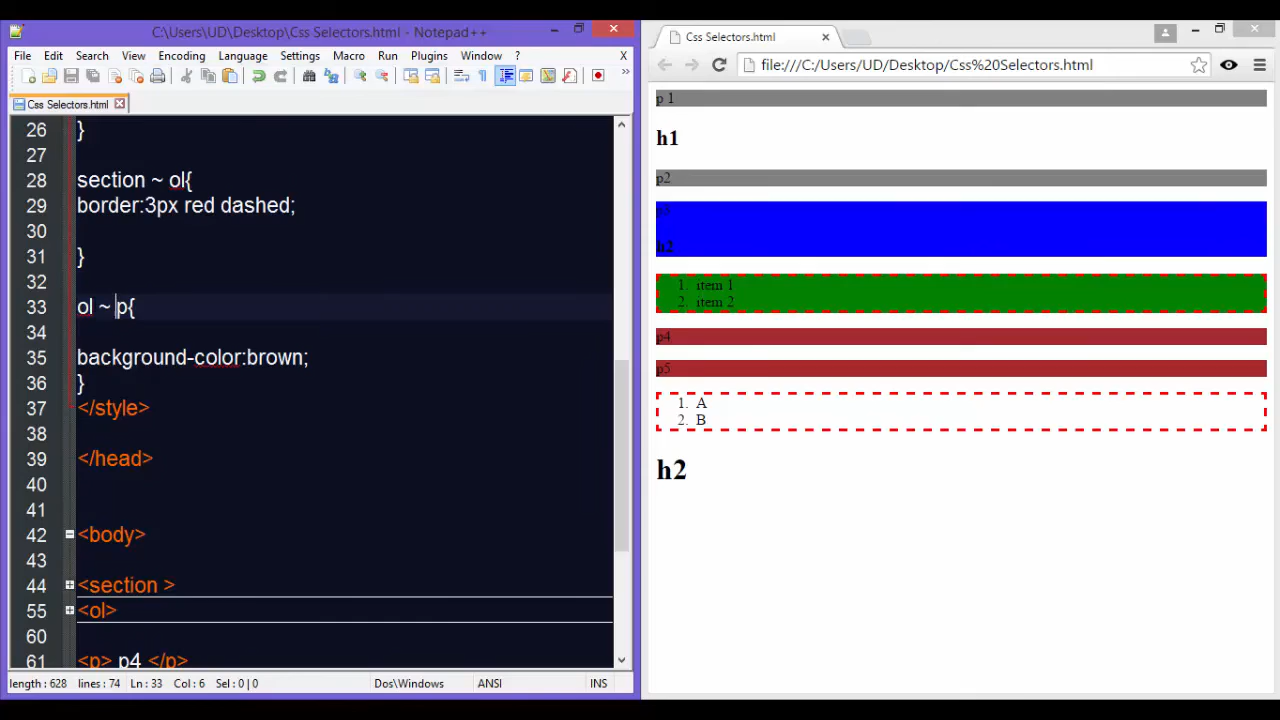 C:\Users\UD\Desktop\Css Selectors.html - Notepad++
File Edit Search View Encoding Language Settings Macro Run Plugins Window ? X
Css Selectors.html
26 }
27
28 section ~ ol{
29 border:3px red dashed;
30
31 }
32
33 ol ~ p{
34
35 background-color:brown;
36 }
37 </style>
38
39 </head>
40
41
42 <body>
43
44 <section >
55 <ol>
60
61 <p> p4 </p>
length : 628 lines : 74 Ln : 33 Col : 6 Sel : 0 | 0 Dos\Windows ANSI INS
Css Selectors.html
file:///C:/Users/UD/Desktop/Css%20Selectors.html
p 1
h1
p2
p3
h2
1. item 1
2. item 2
p4
p5
1. A
2. B
h2